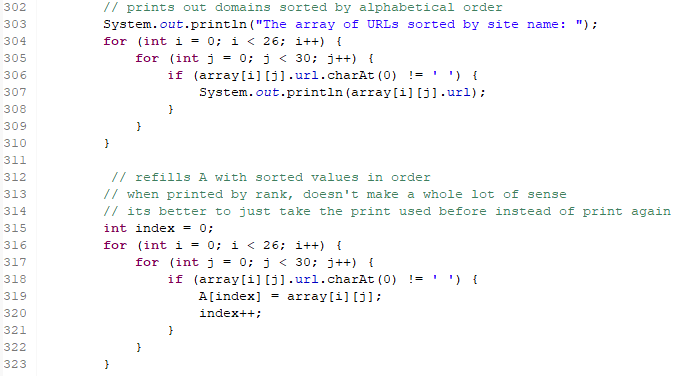 302         // prints out domains sorted by alphabetical order
303         System.out.println("The array of URLs sorted by site name: ");
304         for (int i = 0; i < 26; i++) {
305             for (int j = 0; j < 30; j++) {
306                 if (array[i][j].url.charAt(0) != ' ') {
307                     System.out.println(array[i][j].url);
308                 }
309             }
310         }
311
312          // refills A with sorted values in order
313         // when printed by rank, doesn't make a whole lot of sense
314         // its better to just take the print used before instead of print again
315         int index = 0;
316         for (int i = 0; i < 26; i++) {
317             for (int j = 0; j < 30; j++) {
318                 if (array[i][j].url.charAt(0) != ' ') {
319                     A[index] = array[i][j];
320                     index++;
321                 }
322             }
323         }